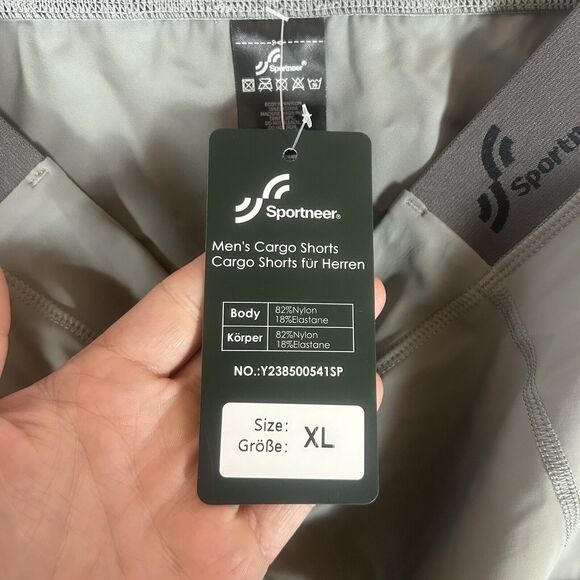 Sportneer
Sportneer
Sportneer®
Men's Cargo Shorts
Cargo Shorts für Herren
Body 82%Nylon
18%Elastane
Körper 82%Nylon
18%Elastane
NO.:Y238500541SP
Size:
Größe: XL